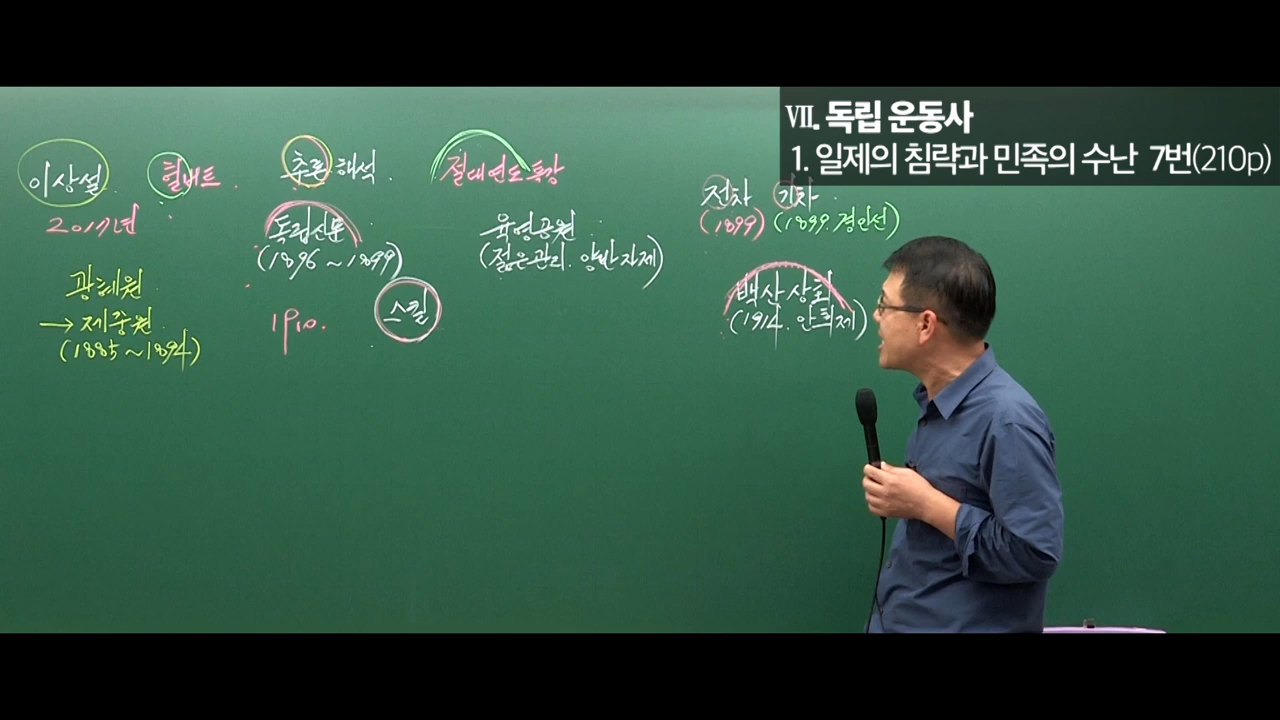 Ⅶ. 독립 운동사
1. 일제의 침략과 민족의 수난 7번(210p)
이상설
헐버트.
추론 해석.
절대연도 특강
2017년
독립신문
(1896~1899)
육영공원
(젊은관리. 양반자제)
전차 기차.
(1899) (1899. 경인선)
광혜원
→ 제중원.
(1885~1894)
1910.
스킬
백산 상회
(1914. 안희제)